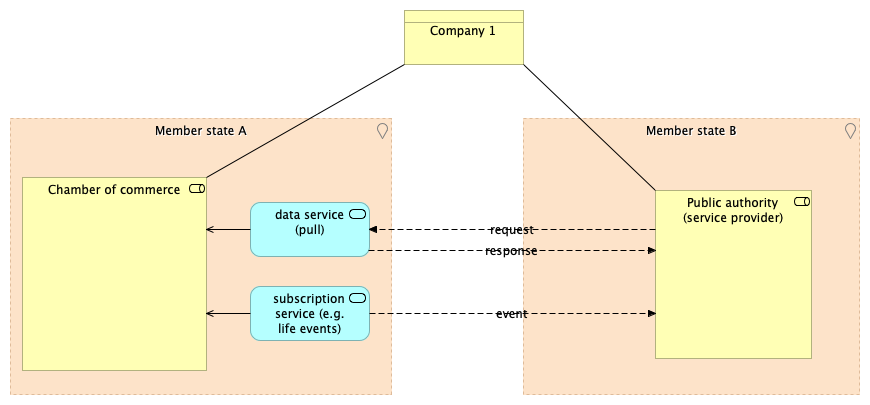 Company 1
Member state A
Member state B
Chamber of commerce
data service
(pull)
request
response
Public authority
(service provider)
subscription
service (e.g.
life events)
event